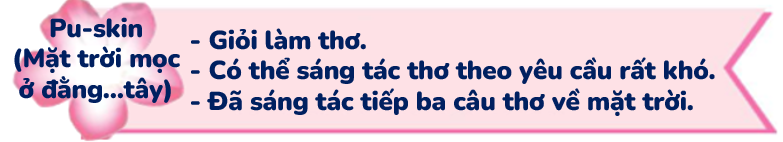 Pu-skin
(Mặt trời mọc
ở đằng...tây)
- Giỏi làm thơ.
- Có thể sáng tác thơ theo yêu cầu rất khó.
- Đã sáng tác tiếp ba câu thơ về mặt trời.